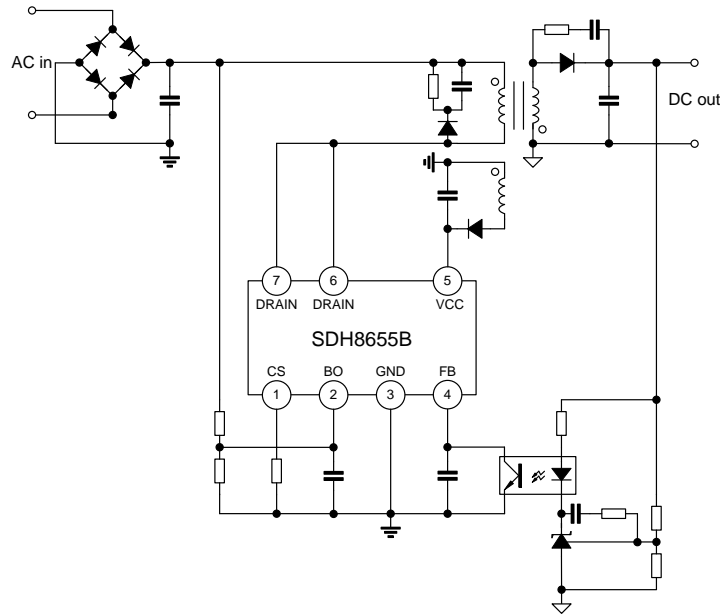 AC in
DC out
7
6
5
DRAIN
DRAIN
VCC
SDH8655B
CS
BO
GND
FB
1
2
3
4